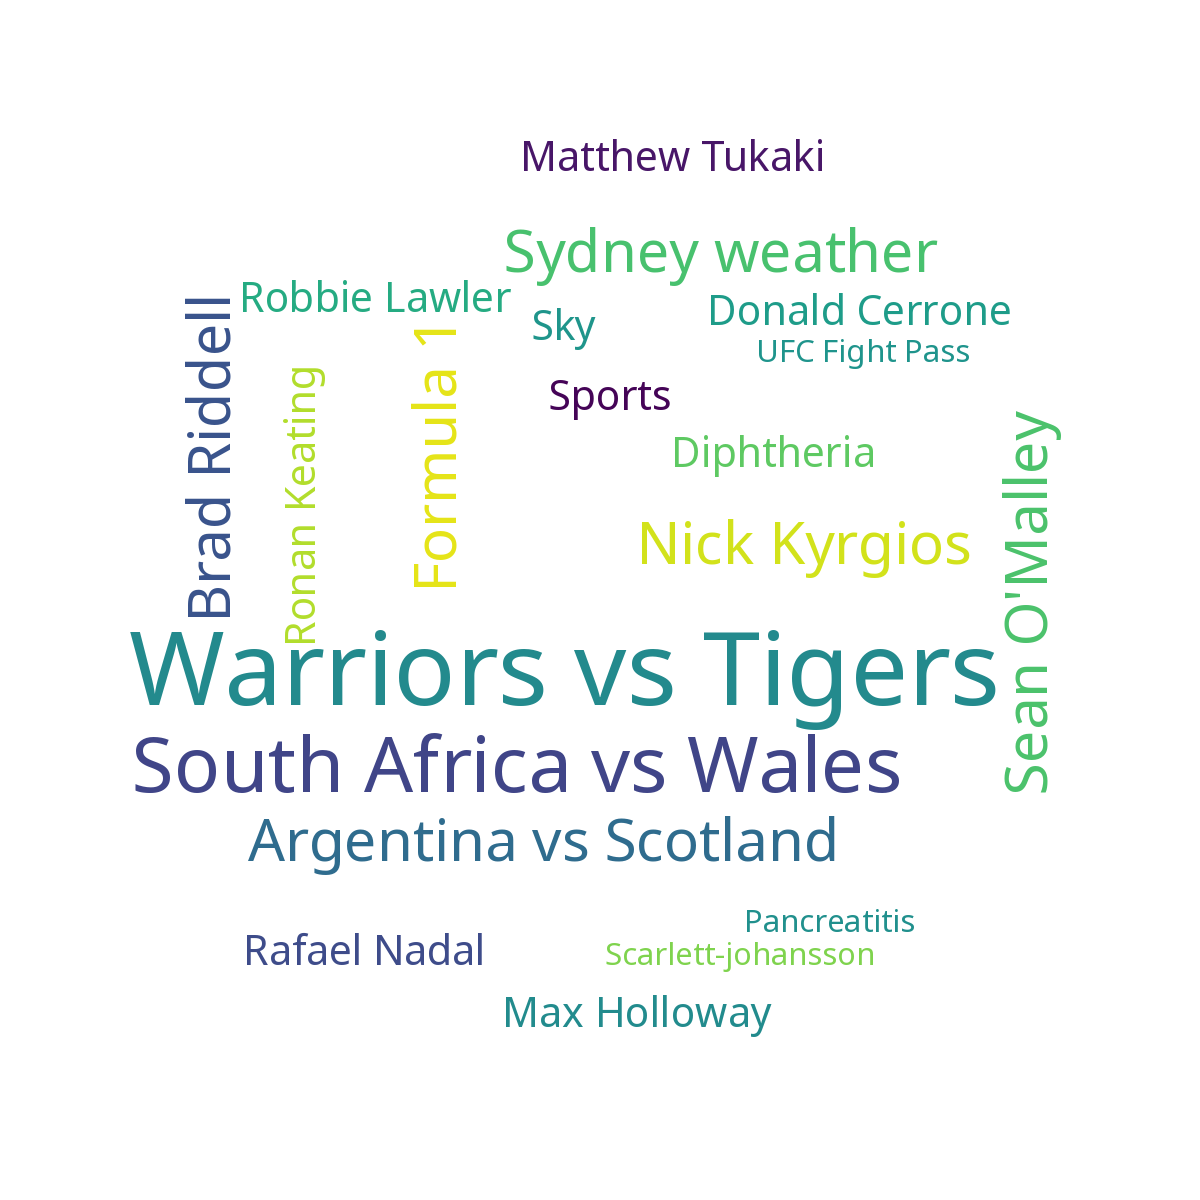 Matthew Tukaki
Sydney weather
Robbie Lawler
Sky
Donald Cerrone
UFC Fight Pass
Brad Riddell
Ronan Keating
Formula 1
Sports
Diphtheria
Nick Kyrgios
Sean O'Malley
Warriors vs Tigers
South Africa vs Wales
Argentina vs Scotland
Pancreatitis
Rafael Nadal
Scarlett-johansson
Max Holloway